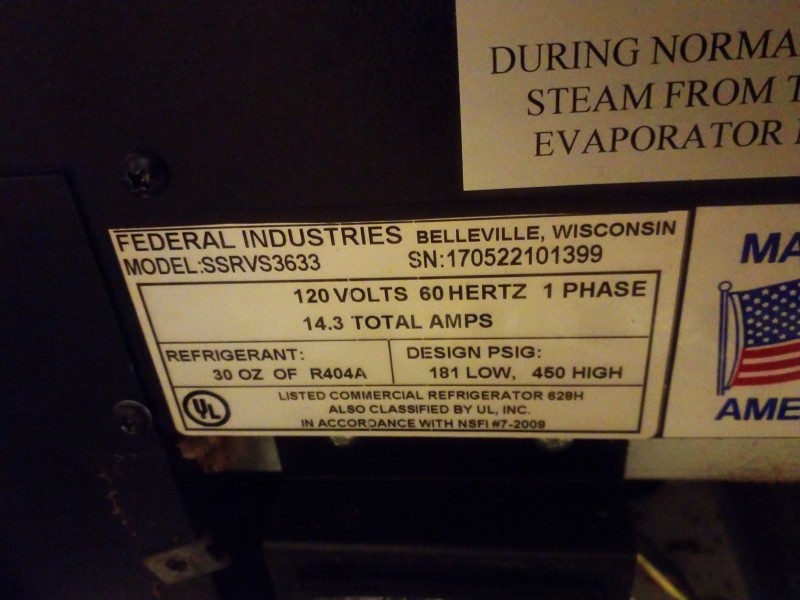 DURING NORMA
STEAM FROM T
EVAPORATOR
FEDERAL INDUSTRIES BELLEVILLE, WISCONSIN
MODEL:SSRVS3633 SN:170522101399
120 VOLTS 60 HERTZ 1 PHASE
14.3 TOTAL AMPS
REFRIGERANT:
30 OZ OF R404A
DESIGN PSIG:
181 LOW, 450 HIGH
UL
LISTED COMMERCIAL REFRIGERATOR 628H
ALSO CLASSIFIED BY UL, INC.
IN ACCORDANCE WITH NSFI #7-2009
MA
AME